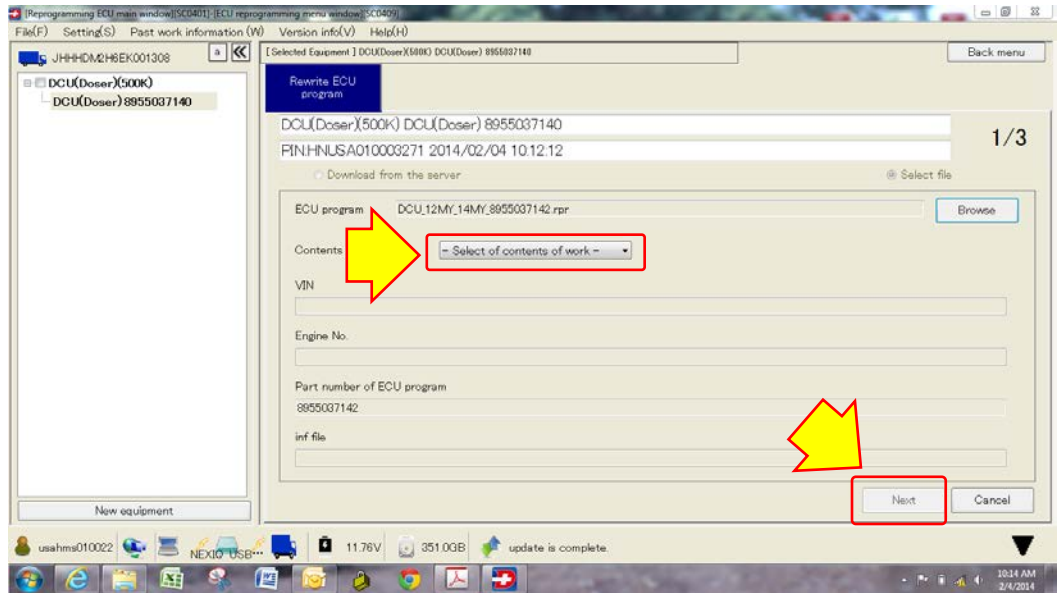 [Reprogramming ECU main window][SC0401]-[ECU reprogramming menu window][SC0409]
File(F) Setting(S) Past work information (W) Version info(V) Help(H)
JHHHDM2H6EK001308 a
[ Selected Equipment ] DCU(Doser)(500K) DCU(Doser) 8955037140
Back menu
DCU(Doser)(500K)
DCU(Doser) 8955037140
Rewrite ECU
program
DCU(Doser)(500K) DCU(Doser) 8955037140
PIN:HNUSA010003271 2014/02/04 10:12:12
1/3
Download from the server
Select file
ECU program DCU_12MY_14MY_8955037142.rpr Browse
Contents - Select of contents of work -
VIN
Engine No.
Part number of ECU program
8955037142
inf file
Next Cancel
New equipment
usahms010022 NEXIQ USB... 11.76V 351.0GB update is complete.
10:14 AM
2/4/2014